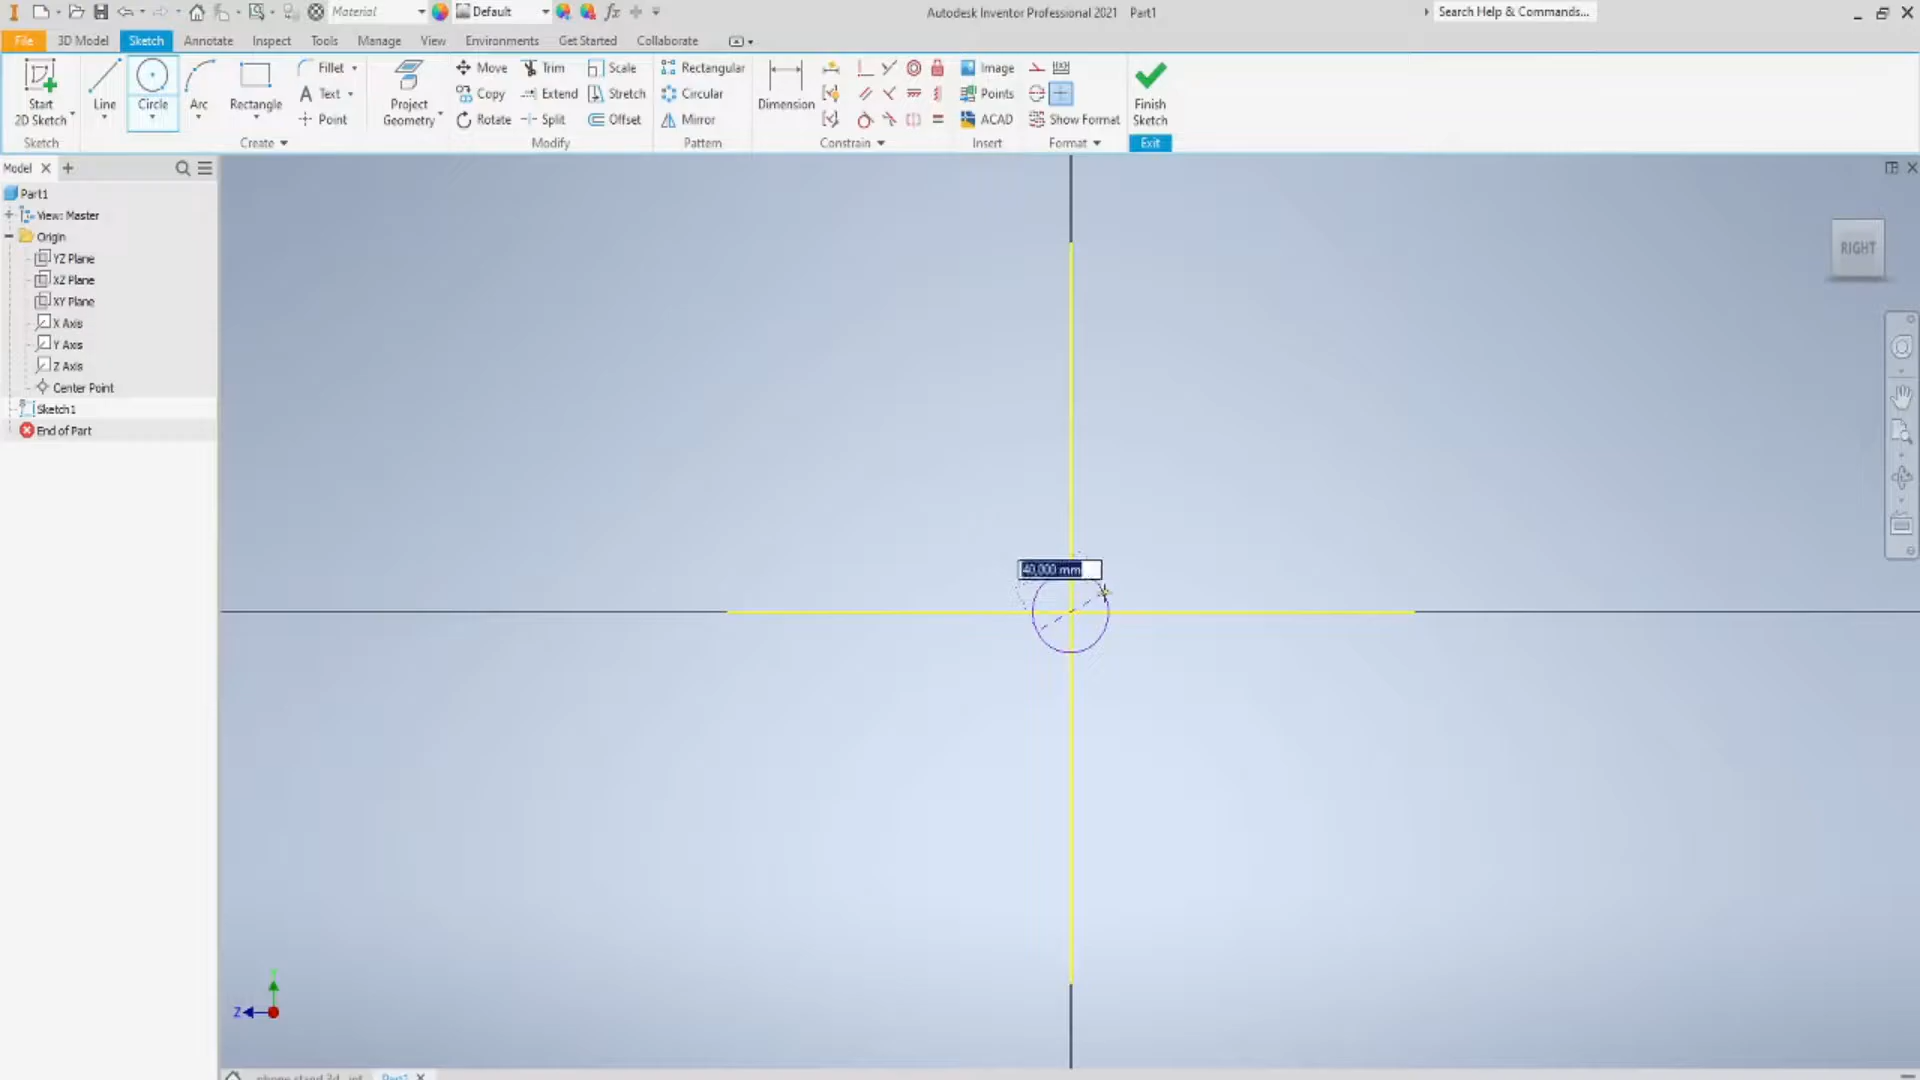 Material Default Autodesk Inventor Professional 2021 Part1 Search Help & Commands...
File 3D Model Sketch Annotate Inspect Tools Manage View Environments Get Started Collaborate
Start 2D Sketch
Line
Circle
Arc
Rectangle
Fillet
Text
Point
Project Geometry
Move Trim Scale
Copy Extend Stretch
Rotate Split Offset
Rectangular
Circular
Mirror
Dimension
Image
Points
ACAD
Show Format
Finish Sketch
Sketch Create Modify Pattern Constrain Insert Format Exit
Model
Part1
View: Master
Origin
YZ Plane
XZ Plane
XY Plane
X Axis
Y Axis
Z Axis
Center Point
Sketch1
End of Part
RIGHT
40.000 mm
Y
Z
Part1